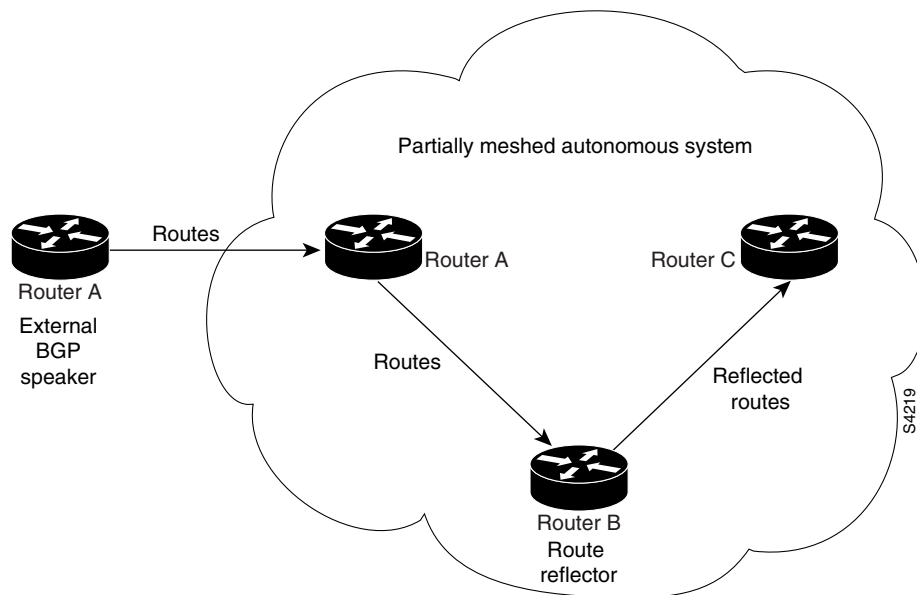 Partially meshed autonomous system
Routes
Router A
Router C
Router A
External
BGP
speaker
Routes
Reflected
routes
S4219
Router B
Route
reflector